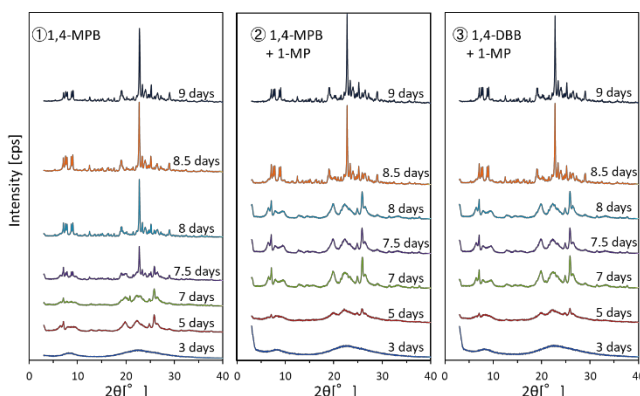 ①1,4-MPB
② 1,4-MPB
+ 1-MP
③ 1,4-DBB
+ 1-MP
Intensity [cps]
9 days
8.5 days
8 days
7.5 days
7 days
5 days
3 days
9 days
8.5 days
8 days
7.5 days
7 days
5 days
3 days
9 days
8.5 days
8 days
7.5 days
7 days
5 days
3 days
0 10 20 30 40
0 10 20 30 40
0 10 20 30 40
2θ[° ]
2θ[° ]
2θ[° ]